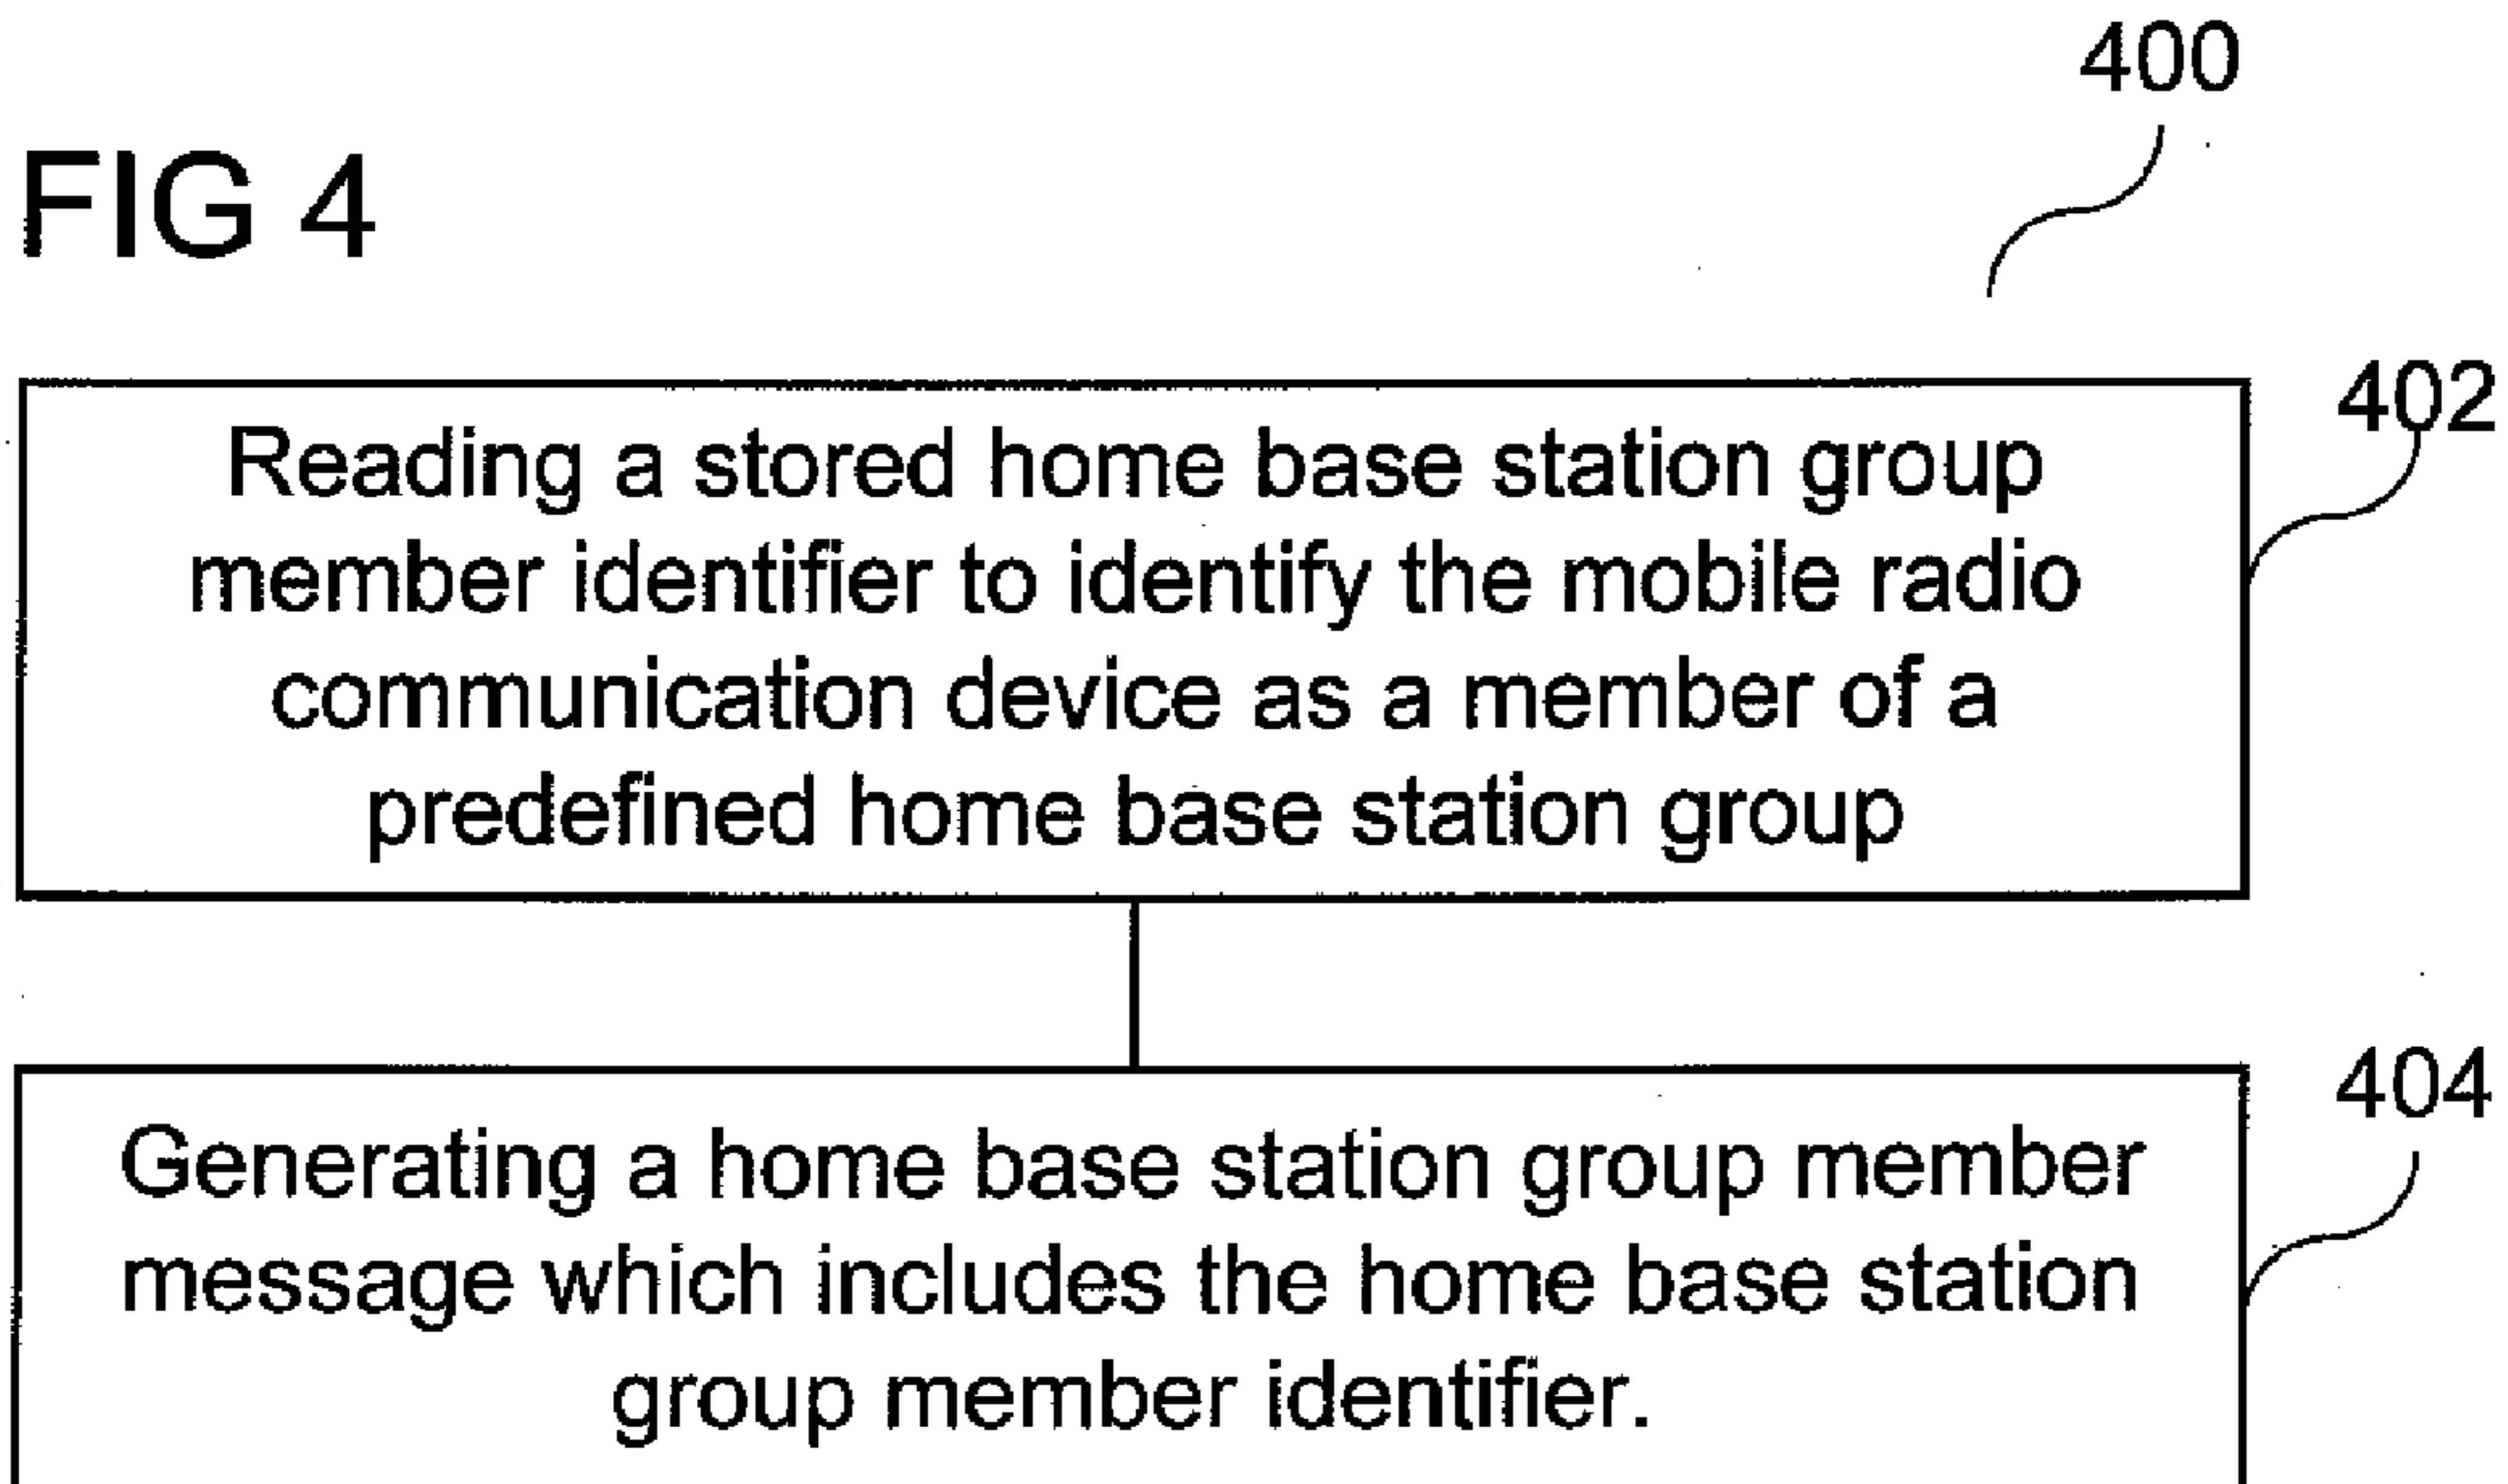 400
FIG 4
402
Reading a stored home base station group
member identifier to identify the mobile radio
communication device as a member of a
predefined home base station group
404
Generating a home base station group member
message which includes the home base station
group member identifier.